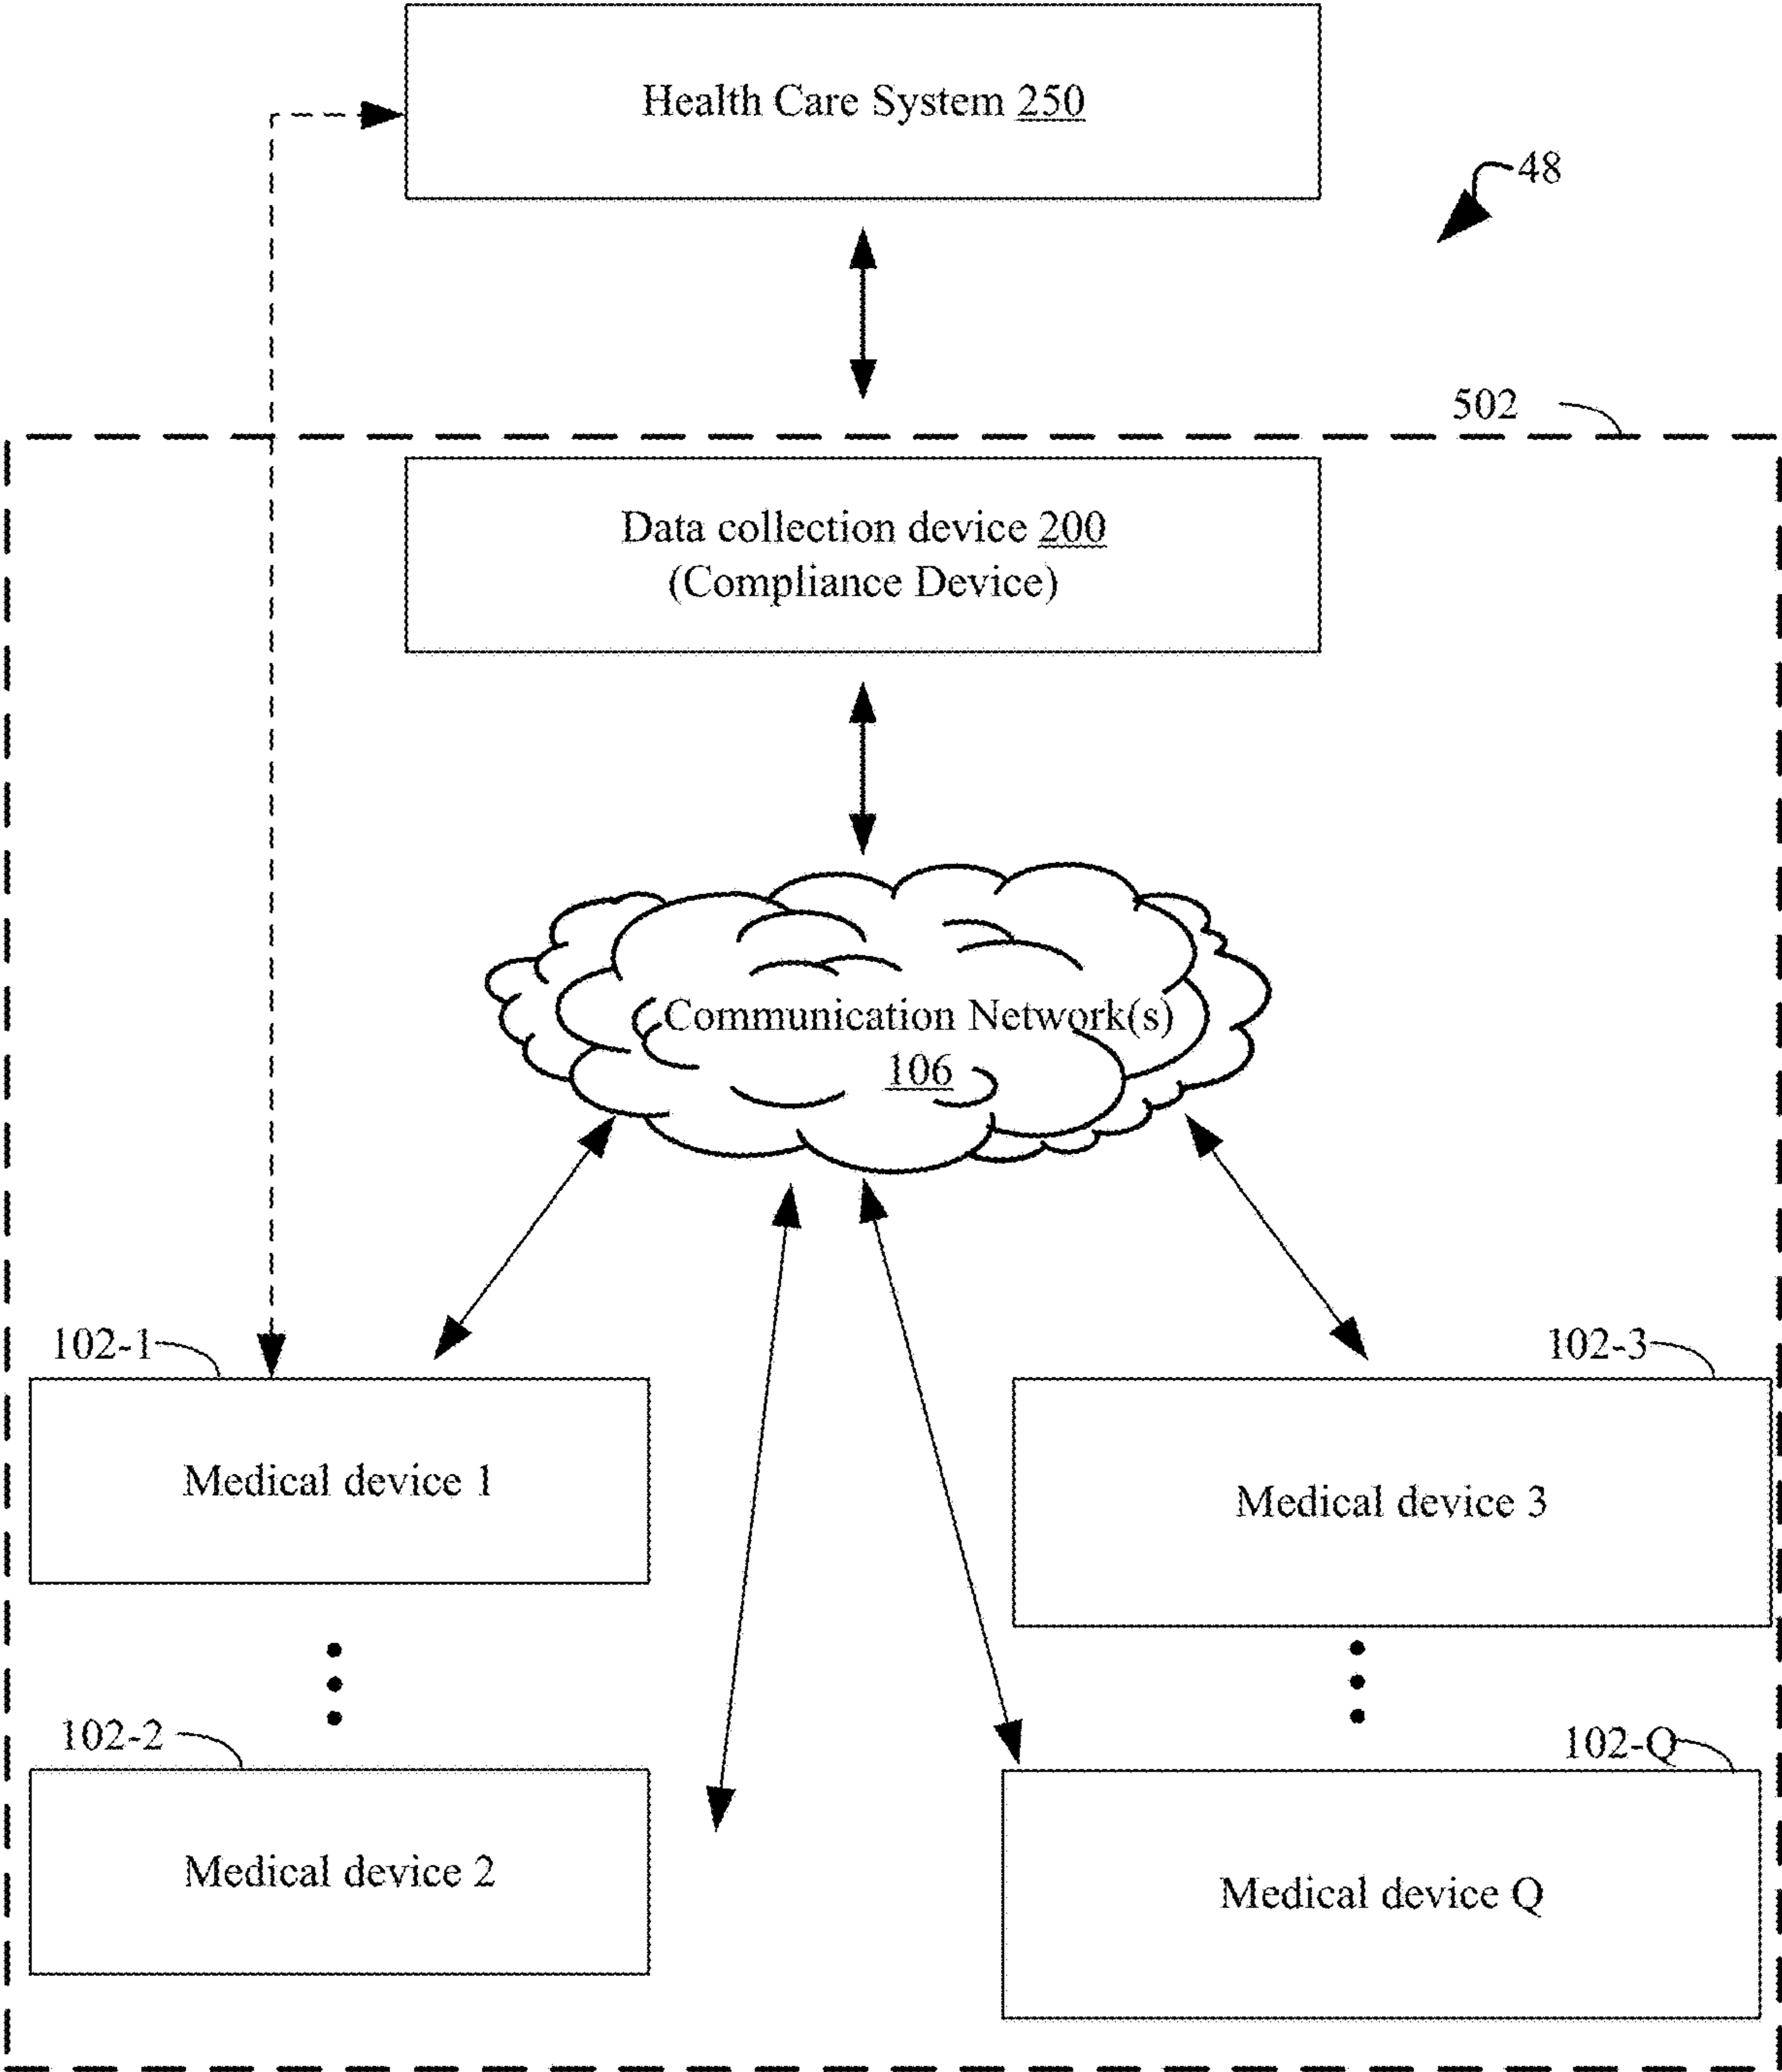 Health Care System 250
48
502
Data collection device 200
(Compliance Device)
Communication Network(s)
106
102-1
102-3
Medical device 1
Medical device 3
102-2
102-Q
Medical device 2
Medical device Q